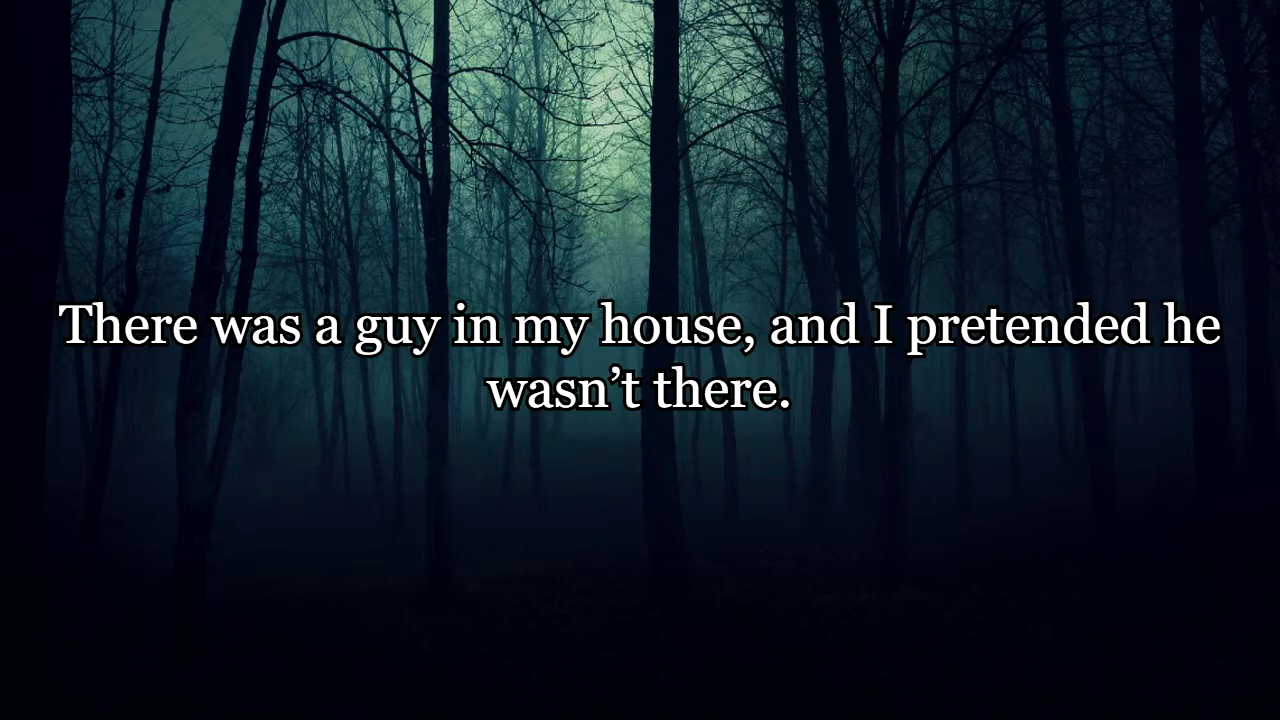 There was a guy in my house, and I pretended he
wasn’t there.